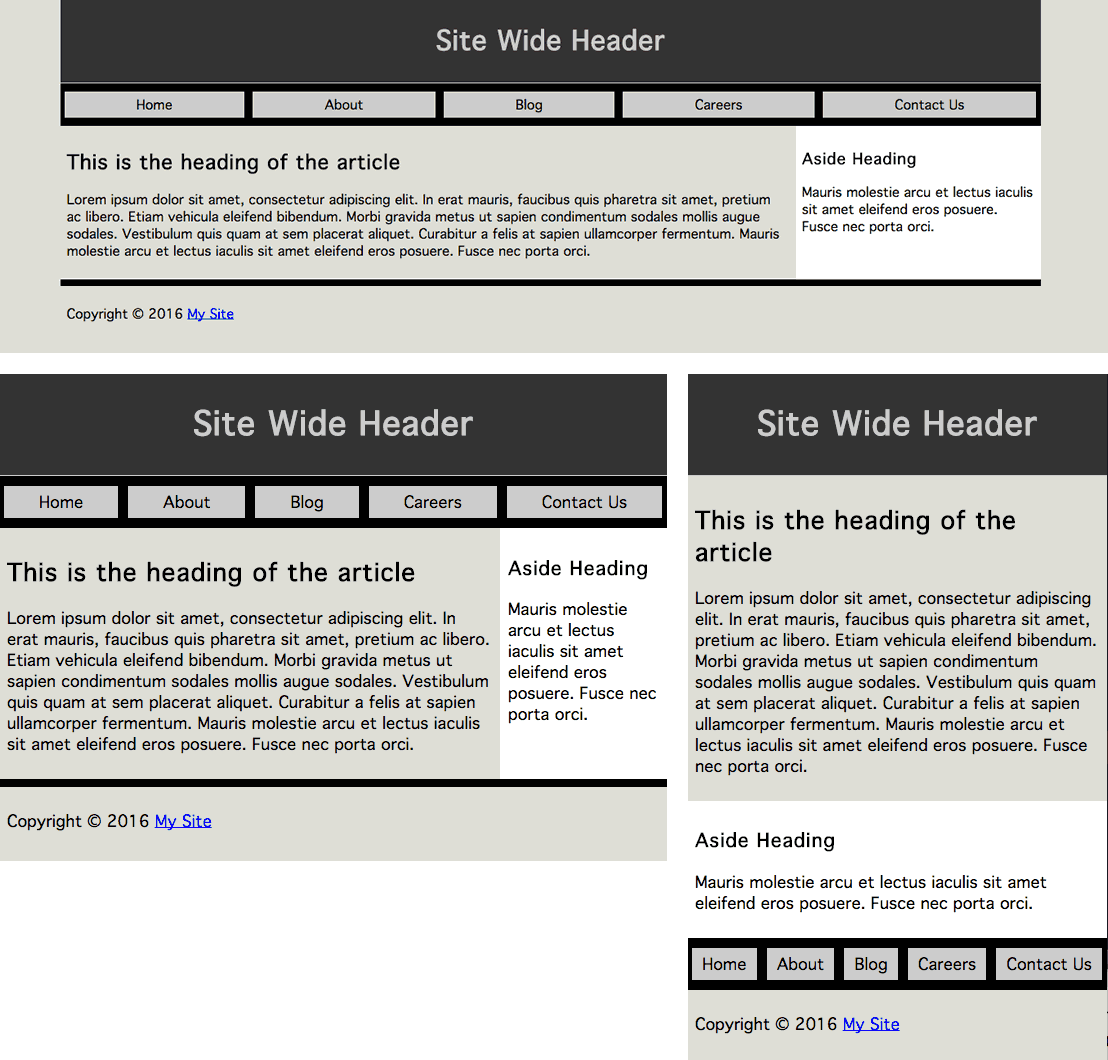 Site Wide Header
Home About Blog Careers Contact Us
This is the heading of the article
Lorem ipsum dolor sit amet, consectetur adipiscing elit. In erat mauris, faucibus quis pharetra sit amet, pretium
ac libero. Etiam vehicula eleifend bibendum. Morbi gravida metus ut sapien condimentum sodales mollis augue
sodales. Vestibulum quis quam at sem placerat aliquet. Curabitur a felis at sapien ullamcorper fermentum. Mauris
molestie arcu et lectus iaculis sit amet eleifend eros posuere. Fusce nec porta orci.
Aside Heading
Mauris molestie arcu et lectus iaculis
sit amet eleifend eros posuere.
Fusce nec porta orci.
Copyright © 2016 My Site
Site Wide Header
Home About Blog Careers Contact Us
This is the heading of the article
Lorem ipsum dolor sit amet, consectetur adipiscing elit. In
erat mauris, faucibus quis pharetra sit amet, pretium ac libero.
Etiam vehicula eleifend bibendum. Morbi gravida metus ut
sapien condimentum sodales mollis augue sodales. Vestibulum
quis quam at sem placerat aliquet. Curabitur a felis at sapien
ullamcorper fermentum. Mauris molestie arcu et lectus iaculis
sit amet eleifend eros posuere. Fusce nec porta orci.
Aside Heading
Mauris molestie
arcu et lectus
iaculis sit amet
eleifend eros
posuere. Fusce nec
porta orci.
Copyright © 2016 My Site
Site Wide Header
This is the heading of the
article
Lorem ipsum dolor sit amet, consectetur adipiscing
elit. In erat mauris, faucibus quis pharetra sit amet,
pretium ac libero. Etiam vehicula eleifend bibendum.
Morbi gravida metus ut sapien condimentum
sodales mollis augue sodales. Vestibulum quis quam
at sem placerat aliquet. Curabitur a felis at sapien
ullamcorper fermentum. Mauris molestie arcu et
lectus iaculis sit amet eleifend eros posuere. Fusce
nec porta orci.
Aside Heading
Mauris molestie arcu et lectus iaculis sit amet
eleifend eros posuere. Fusce nec porta orci.
Home About Blog Careers Contact Us
Copyright © 2016 My Site